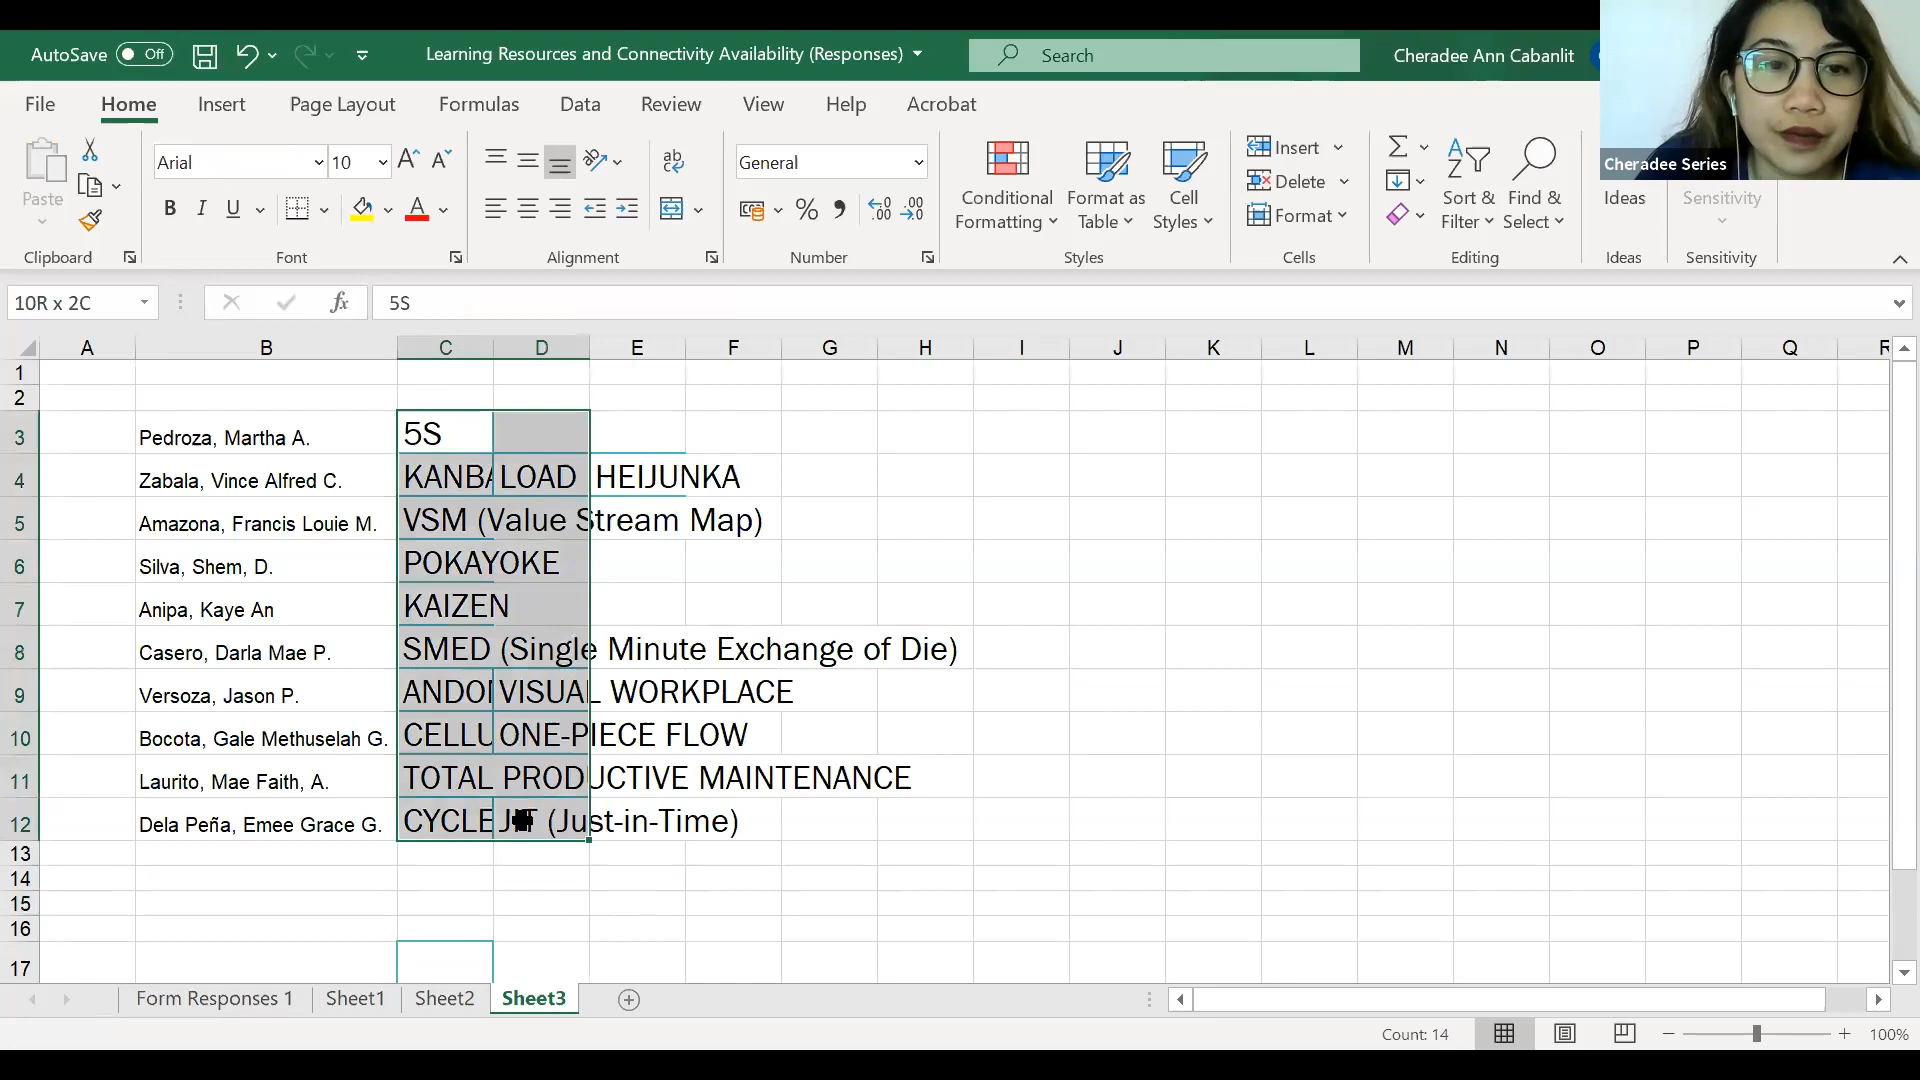 AutoSave Off Learning Resources and Connectivity Availability (Responses) Search Cheradee Ann Cabanlit
File Home Insert Page Layout Formulas Data Review View Help Acrobat
Cheradee Series
Paste Arial 10 A A ab General Conditional Formatting Format as Table Cell Styles Insert Delete Format Sort & Filter Find & Select Ideas Sensitivity
B I U A % .00
Clipboard Font Alignment Number Styles Cells Editing Ideas Sensitivity
10R x 2C fx 5S
A B C D E F G H I J K L M N O P Q R
1
2
3 Pedroza, Martha A. 5S
4 Zabala, Vince Alfred C. KANBA LOAD HEIJUNKA
5 Amazona, Francis Louie M. VSM (Value Stream Map)
6 Silva, Shem, D. POKAYOKE
7 Anipa, Kaye An KAIZEN
8 Casero, Darla Mae P. SMED (Single Minute Exchange of Die)
9 Versoza, Jason P. ANDON VISUAL WORKPLACE
10 Bocota, Gale Methuselah G. CELLU ONE-PIECE FLOW
11 Laurito, Mae Faith, A. TOTAL PRODUCTIVE MAINTENANCE
12 Dela Peña, Emee Grace G. CYCLE JIT (Just-in-Time)
13
14
15
16
17
Form Responses 1 Sheet1 Sheet2 Sheet3
Count: 14 100%